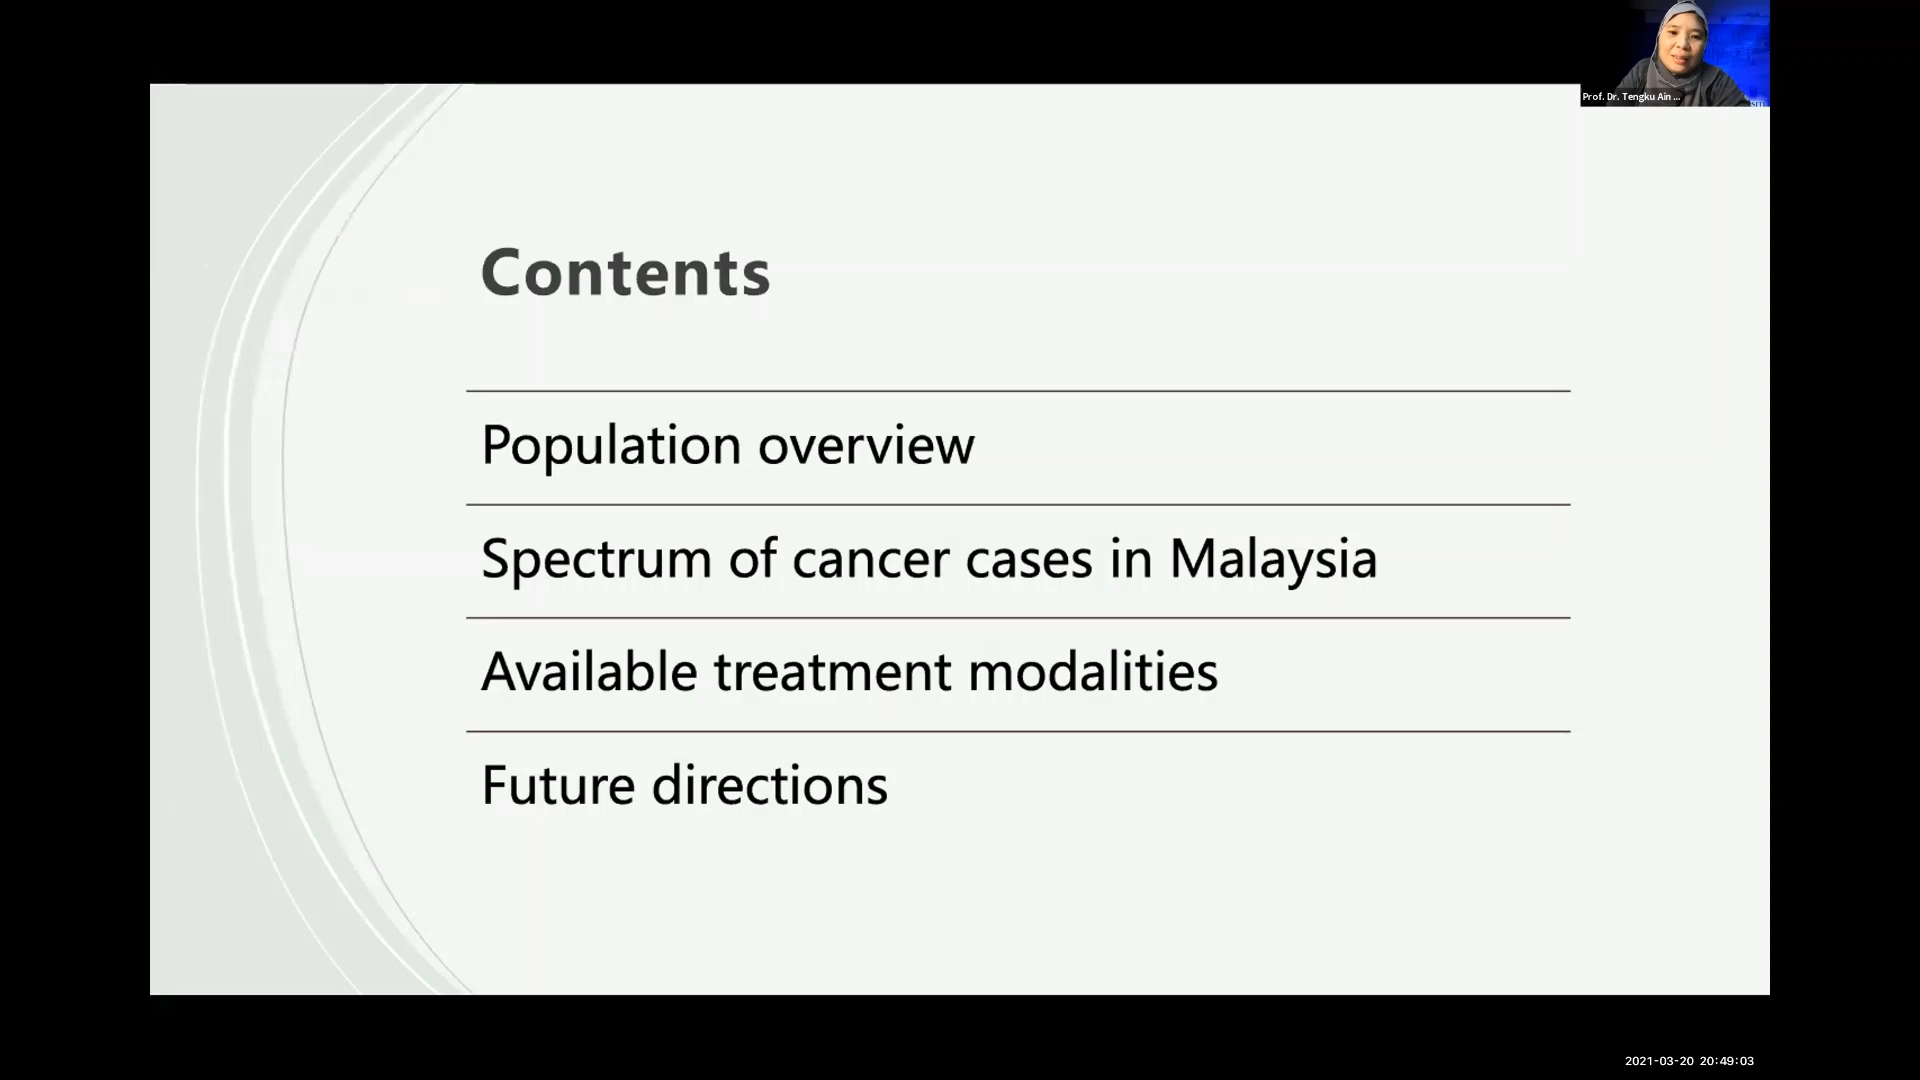 Prof. Dr. Tengku Ain ...
Contents
Population overview
Spectrum of cancer cases in Malaysia
Available treatment modalities
Future directions
2021-03-20 20:49:03